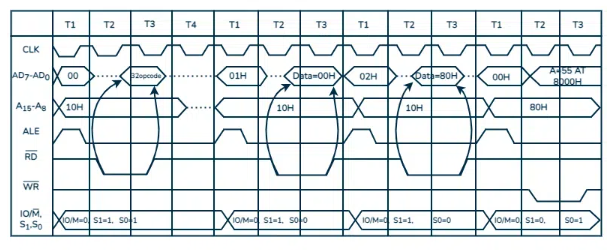 T1 T2 T3 T4 T1 T2 T3 T1 T2 T3 T1 T2 T3
CLK
AD7-AD0 00 32opcode 01H Data=00H 02H Data=80H 00H A=55 AT
8000H
A15-A8 10H 10H 10H 80H
ALE
RD
WR
IO/M, IO/M=0, S1=1, S0=1 IO/M=0, S1=1, S0=0 IO/M=0, S1=1, S0=0 IO/M=0, S1=0, S0=1
S1,S0